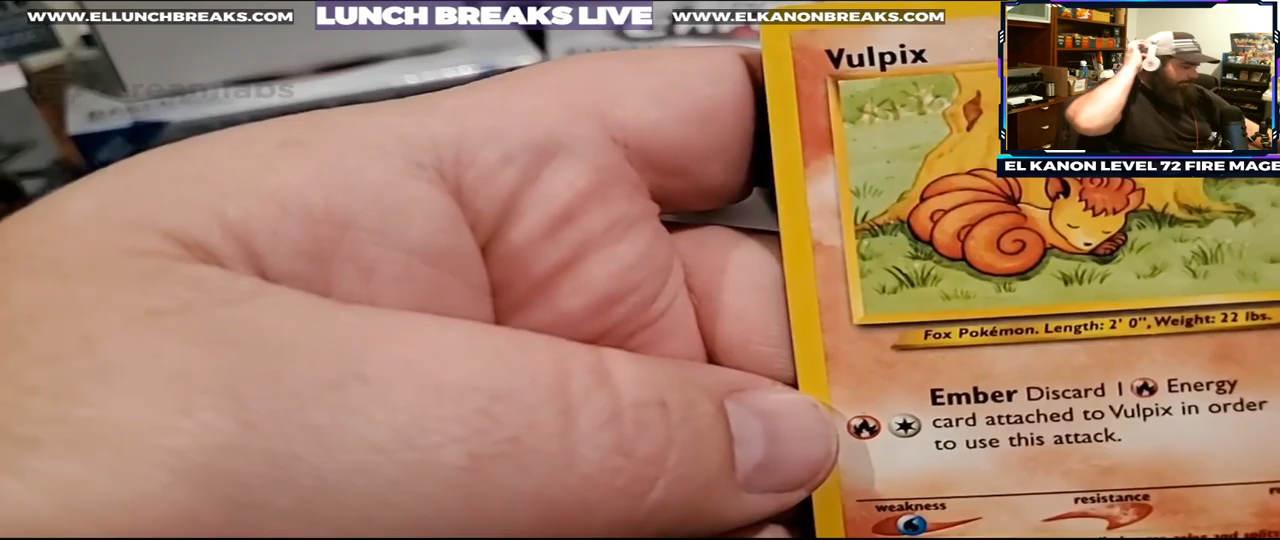 WWW.ELLUNCHBREAKS.COM LUNCH BREAKS LIVE WWW.ELKANONBREAKS.COM
Vulpix
EL KANON LEVEL 72 FIRE MAGE
Fox Pokémon. Length: 2' 0", Weight: 22 lbs.
Ember Discard 1 Energy
card attached to Vulpix in order
to use this attack.
weakness resistance